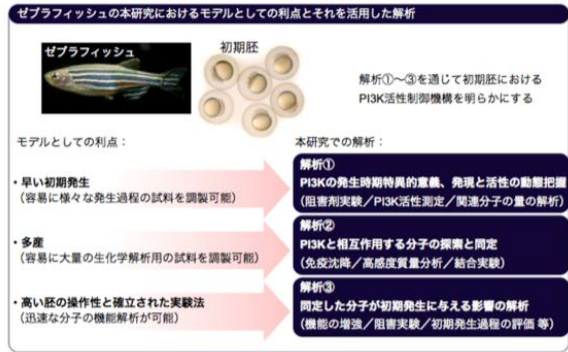 ゼブラフィッシュの本研究におけるモデルとしての利点とそれを活用した解析
ゼブラフィッシュ
初期胚
解析①〜③を通じて初期胚における
PI3K活性制御機構を明らかにする
モデルとしての利点：
本研究での解析：
・早い初期発生
（容易に様々な発生過程の試料を調製可能）
解析①
PI3Kの発生時期特異的意義、発現と活性の動態把握
（阻害剤実験／PI3K活性測定／関連分子の量の解析）
・多産
（容易に大量の生化学解析用の試料を調製可能）
解析②
PI3Kと相互作用する分子の探索と同定
（免疫沈降／高感度質量分析／結合実験）
・高い胚の操作性と確立された実験法
（迅速な分子の機能解析が可能）
解析③
同定した分子が初期発生に与える影響の解析
（機能の増強／阻害実験／初期発生過程の評価 等）